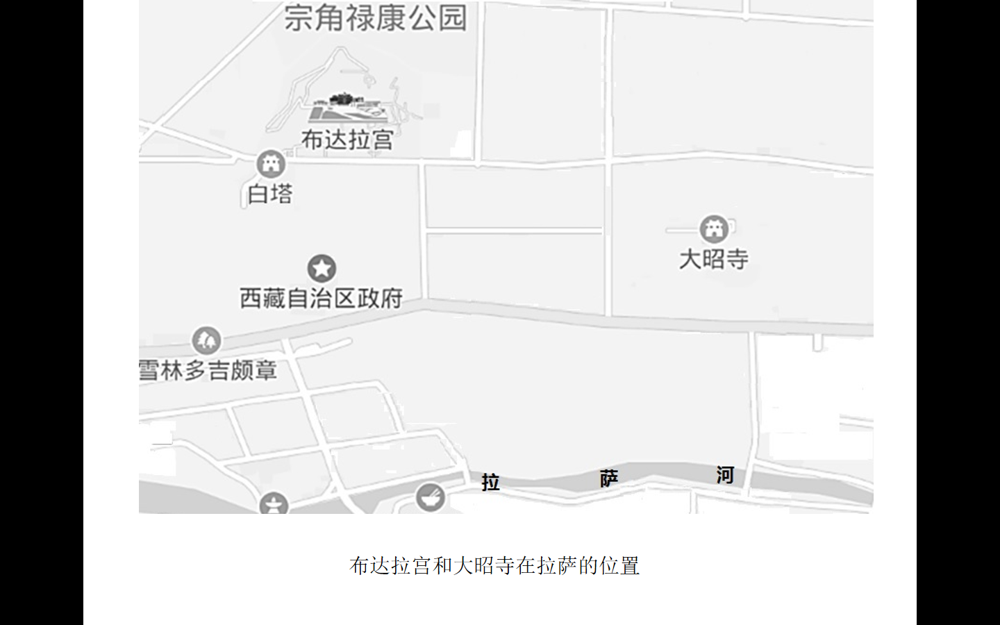 宗角禄康公园
布达拉宫
白塔
大昭寺
西藏自治区政府
雪林多吉颇章
拉 萨 河
布达拉宫和大昭寺在拉萨的位置